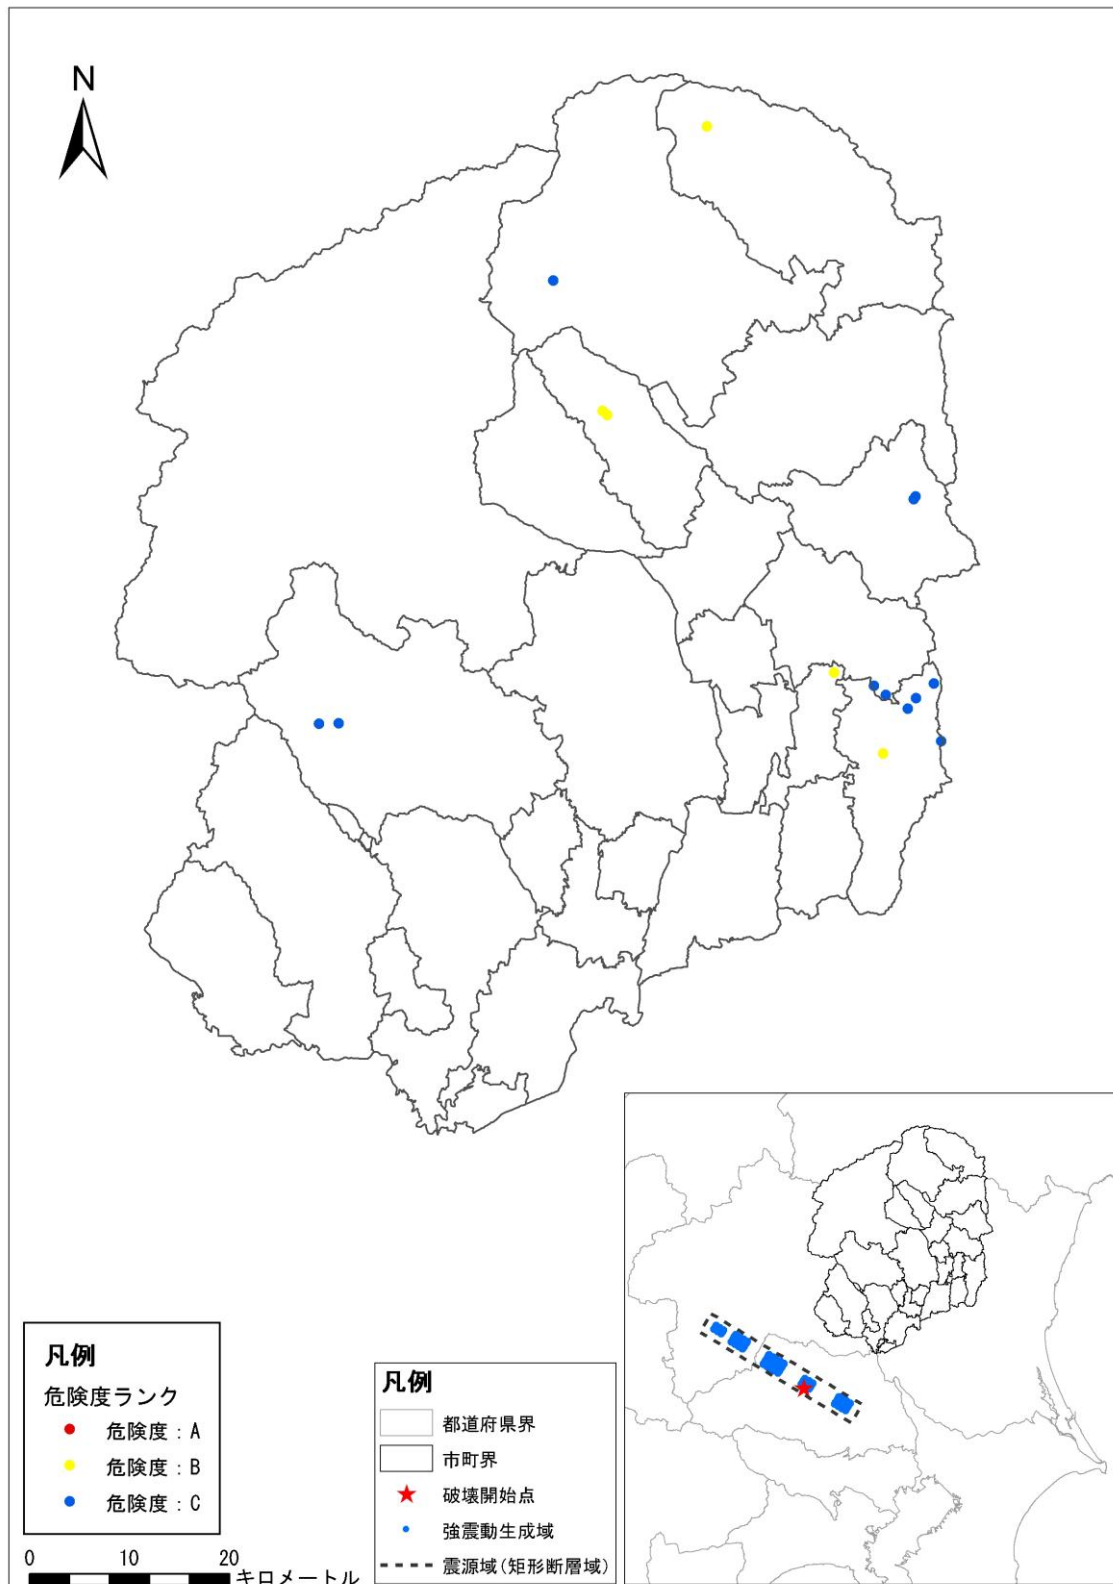 N
凡例
危険度ランク
危険度：A
危険度：B
危険度：C
0 10 20
キロメートル
凡例
都道府県界
市町界
破壊開始点
強震動生成域
震源域(矩形断層域)